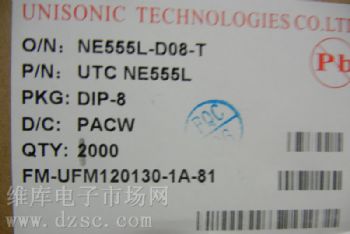 UNISONIC TECHNOLOGIES CO.LT
O/N: NE555L-D08-T
Pb
P/N: UTC NE555L
PKG: DIP-8
D/C: PACW
QTY: 2000
FM-UFM120130-1A-81
维库电子市场网
www.dzsc.com